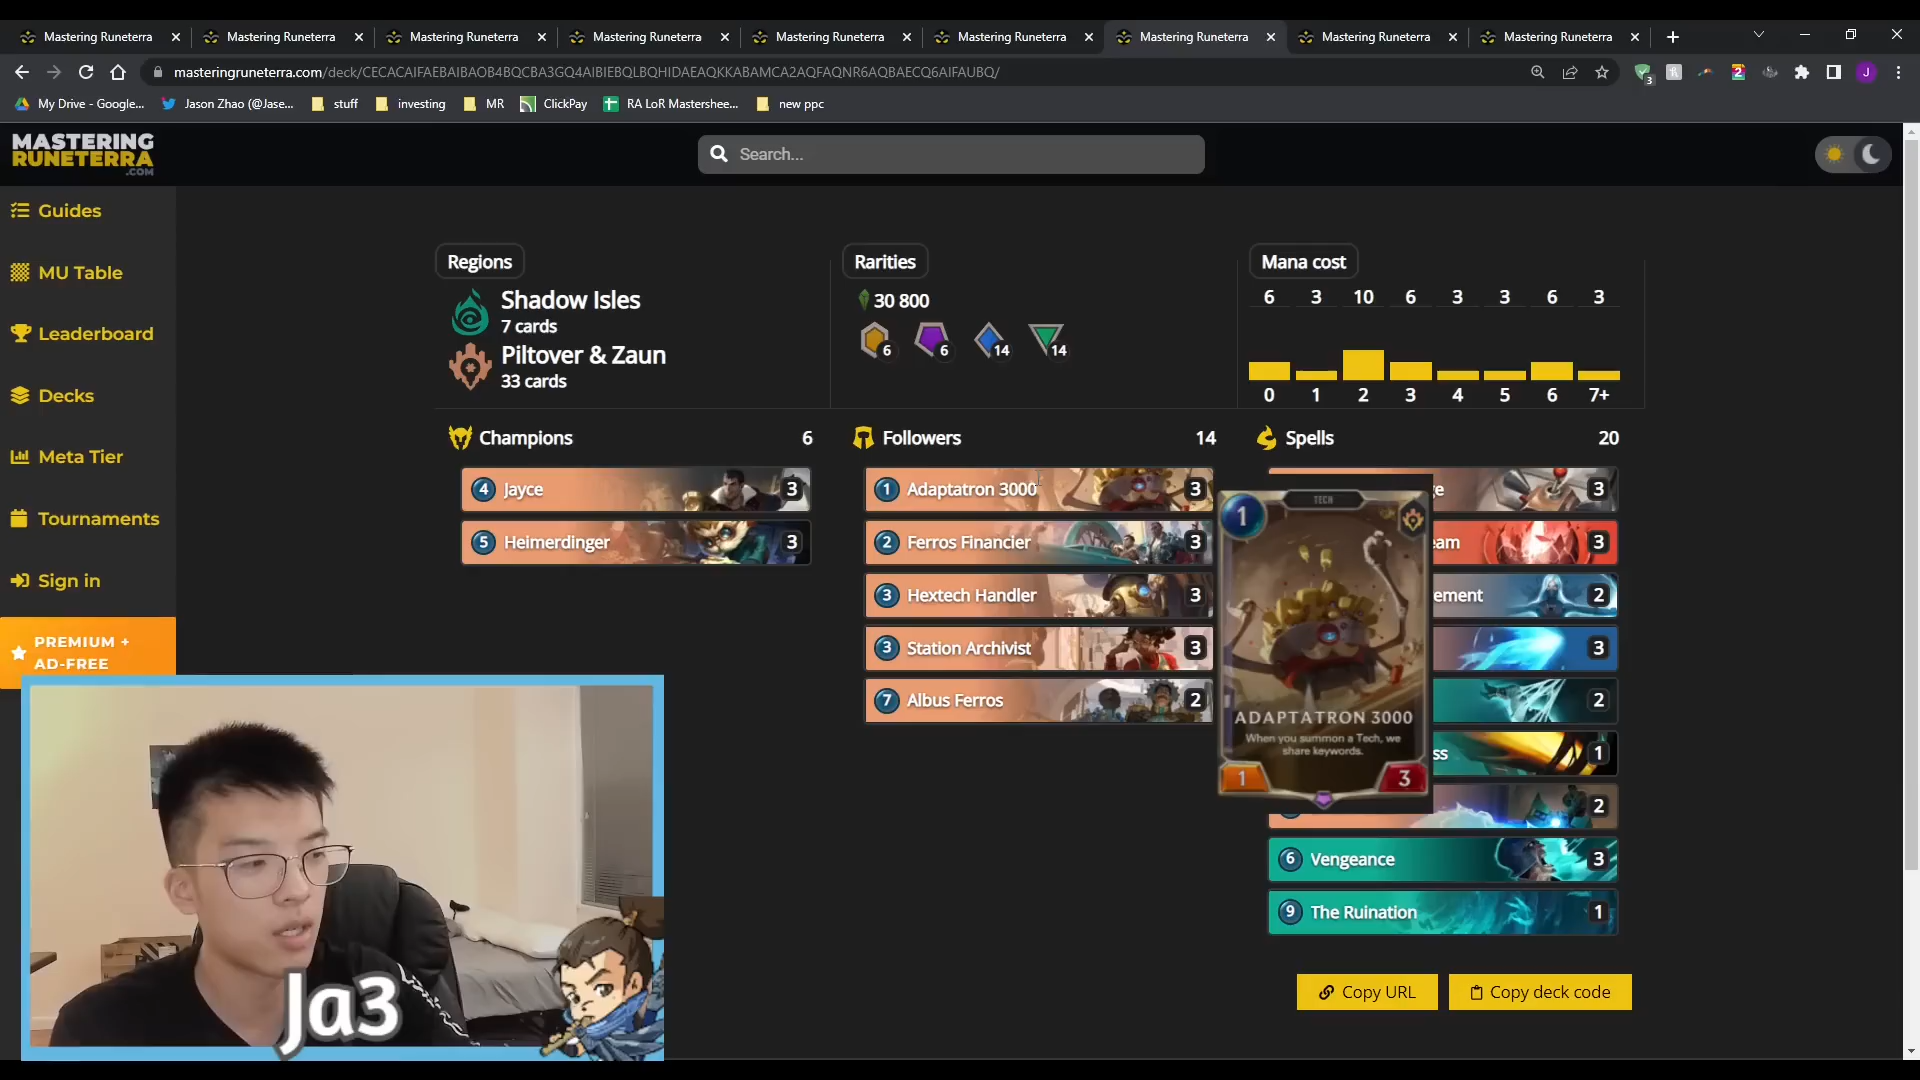 Mastering Runeterra
Mastering Runeterra
Mastering Runeterra
Mastering Runeterra
Mastering Runeterra
Mastering Runeterra
Mastering Runeterra
Mastering Runeterra
Mastering Runeterra
masteringruneterra.com/deck/CECACAIFAEBAIBAOB4BQCBA3GQ4AIBIEBQLBQHIDAEAQKKABAMCA2AQFAQNR6AQBAECQ6AIFAUBQ/
3
2
J
My Drive - Google...
Jason Zhao (@Jase...
stuff
investing
MR
ClickPay
RA LoR Mastershee...
new ppc
MASTERING
RUNETERRA
.COM
Search...
Guides
MU Table
Leaderboard
Decks
Meta Tier
Tournaments
Sign in
PREMIUM +
AD-FREE
Regions
Shadow Isles
7 cards
Piltover & Zaun
33 cards
Rarities
30 800
6 6 14 14
Mana cost
6 3 10 6 3 3 6 3
0 1 2 3 4 5 6 7+
Champions 6
4 Jayce 3
5 Heimerdinger 3
Followers 14
1 Adaptatron 3000 3
2 Ferros Financier 3
3 Hextech Handler 3
3 Station Archivist 3
7 Albus Ferros 2
Spells 20
ge 3
eam 3
ement 2
3
2
ss 1
2
6 Vengeance 3
9 The Ruination 1
TECH
1
ADAPTATRON 3000
When you summon a Tech, we
share keywords.
1 3
Copy URL
Copy deck code
Ja3